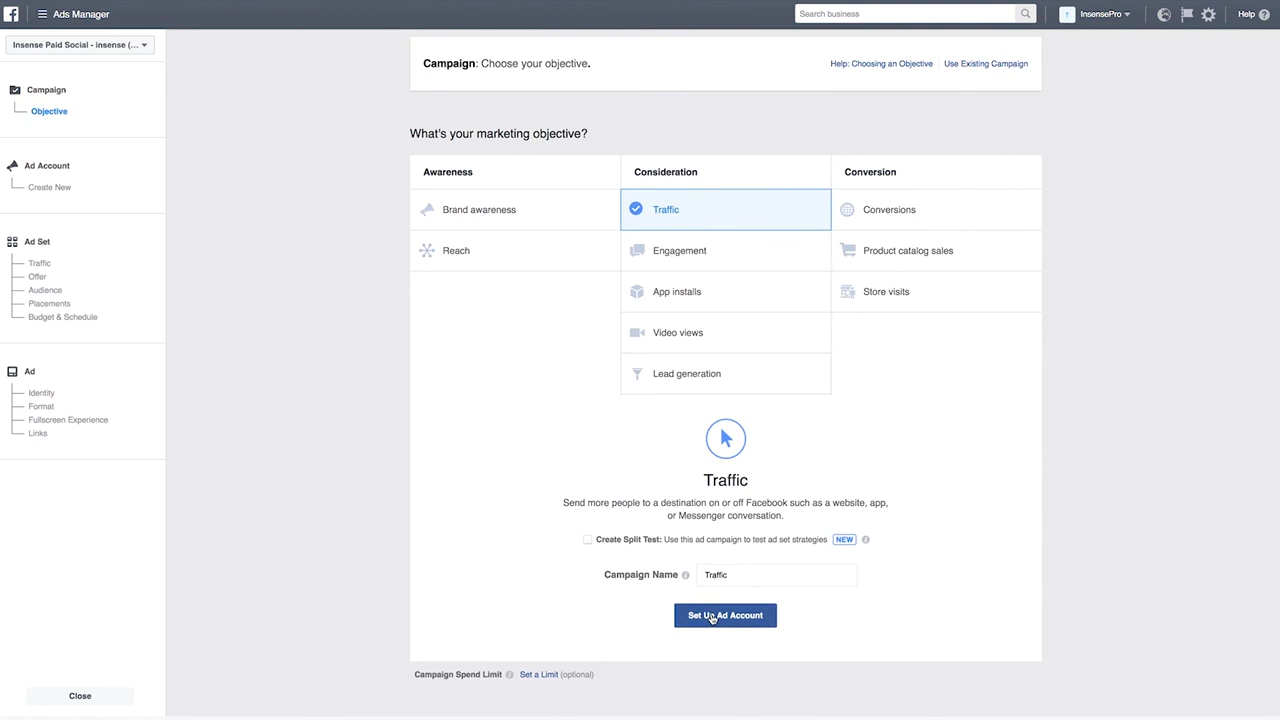 Ads Manager
Search business
T
InsensePro
Help
Insense Paid Social - insense (...
Campaign
Objective
Ad Account
Create New
Ad Set
Traffic
Offer
Audience
Placements
Budget & Schedule
Ad
Identity
Format
Fullscreen Experience
Links
Close
Campaign: Choose your objective.
Help: Choosing an Objective
Use Existing Campaign
What's your marketing objective?
Awareness
Consideration
Conversion
Brand awareness
Traffic
Conversions
Reach
Engagement
Product catalog sales
App installs
Store visits
Video views
Lead generation
Traffic
Send more people to a destination on or off Facebook such as a website, app,
or Messenger conversation.
Create Split Test: Use this ad campaign to test ad set strategies NEW
Campaign Name
Traffic
Set Up Ad Account
Campaign Spend Limit
Set a Limit (optional)